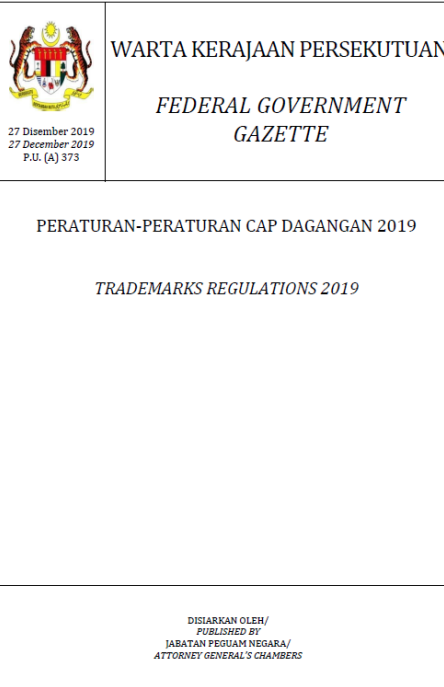 WARTA KERAJAAN PERSEKUTUAN
FEDERAL GOVERNMENT
GAZETTE
27 Disember 2019
27 December 2019
P.U. (A) 373
PERATURAN-PERATURAN CAP DAGANGAN 2019
TRADEMARKS REGULATIONS 2019
DISIARKAN OLEH/
PUBLISHED BY
JABATAN PEGUAM NEGARA/
ATTORNEY GENERAL'S CHAMBERS